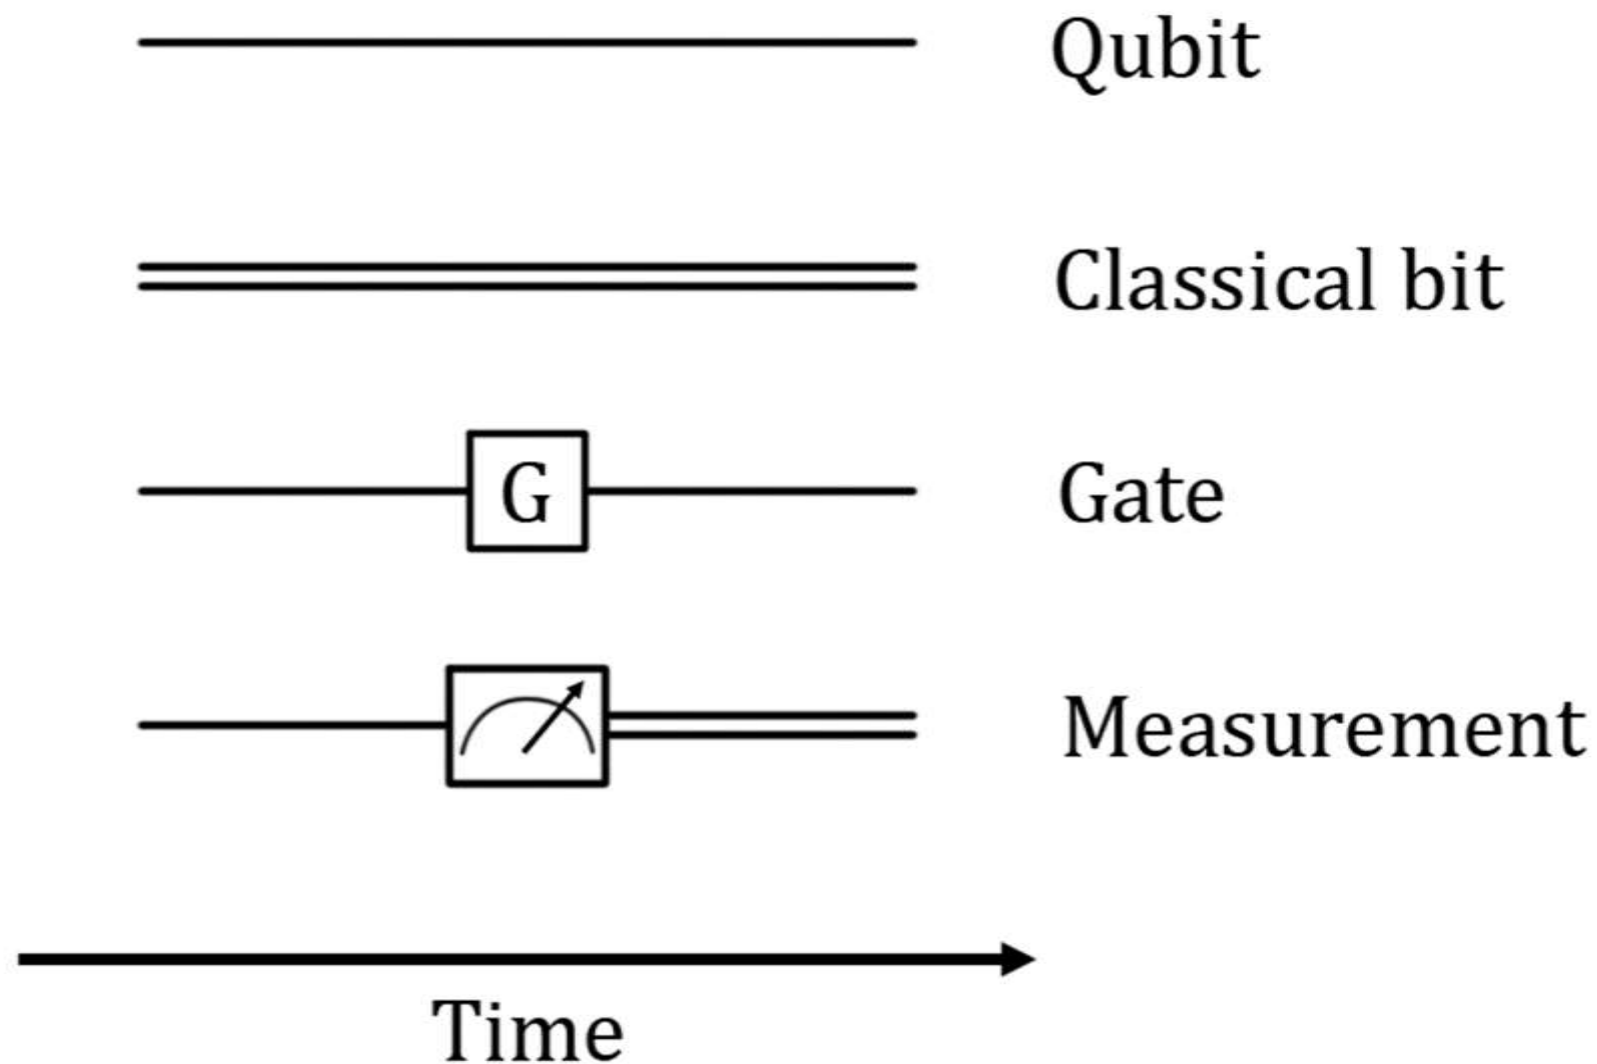 Qubit
Classical bit
G
Gate
Measurement
Time